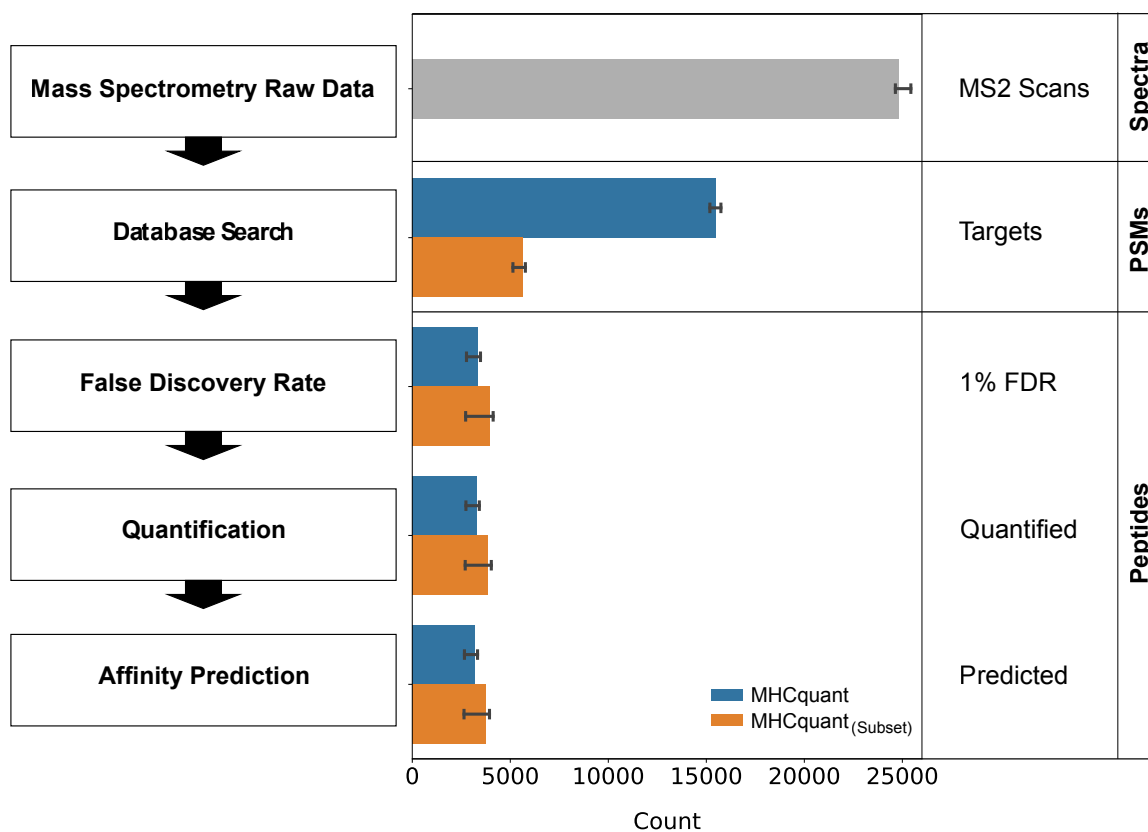 Mass Spectrometry Raw Data
MS2 Scans
Spectra
Database Search
Targets
PSMs
False Discovery Rate
1% FDR
Quantification
Quantified
Peptides
Affinity Prediction
Predicted
MHCquant
MHCquant(Subset)
0 5000 10000 15000 20000 25000
Count